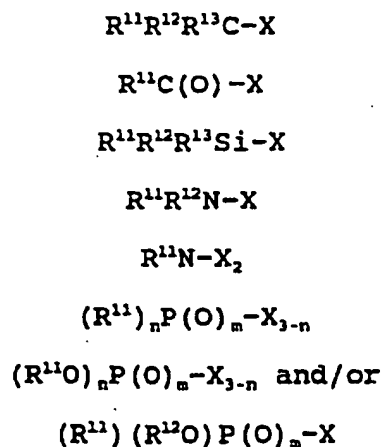 R¹¹R¹²R¹³C-X
R¹¹C(O)-X
R¹¹R¹²R¹³Si-X
R¹¹R¹²N-X
R¹¹N-X₂
(R¹¹)ₙP(O)ₘ-X₃₋ₙ
(R¹¹O)ₙP(O)ₘ-X₃₋ₙ and/or
(R¹¹)(R¹²O)P(O)ₘ-X